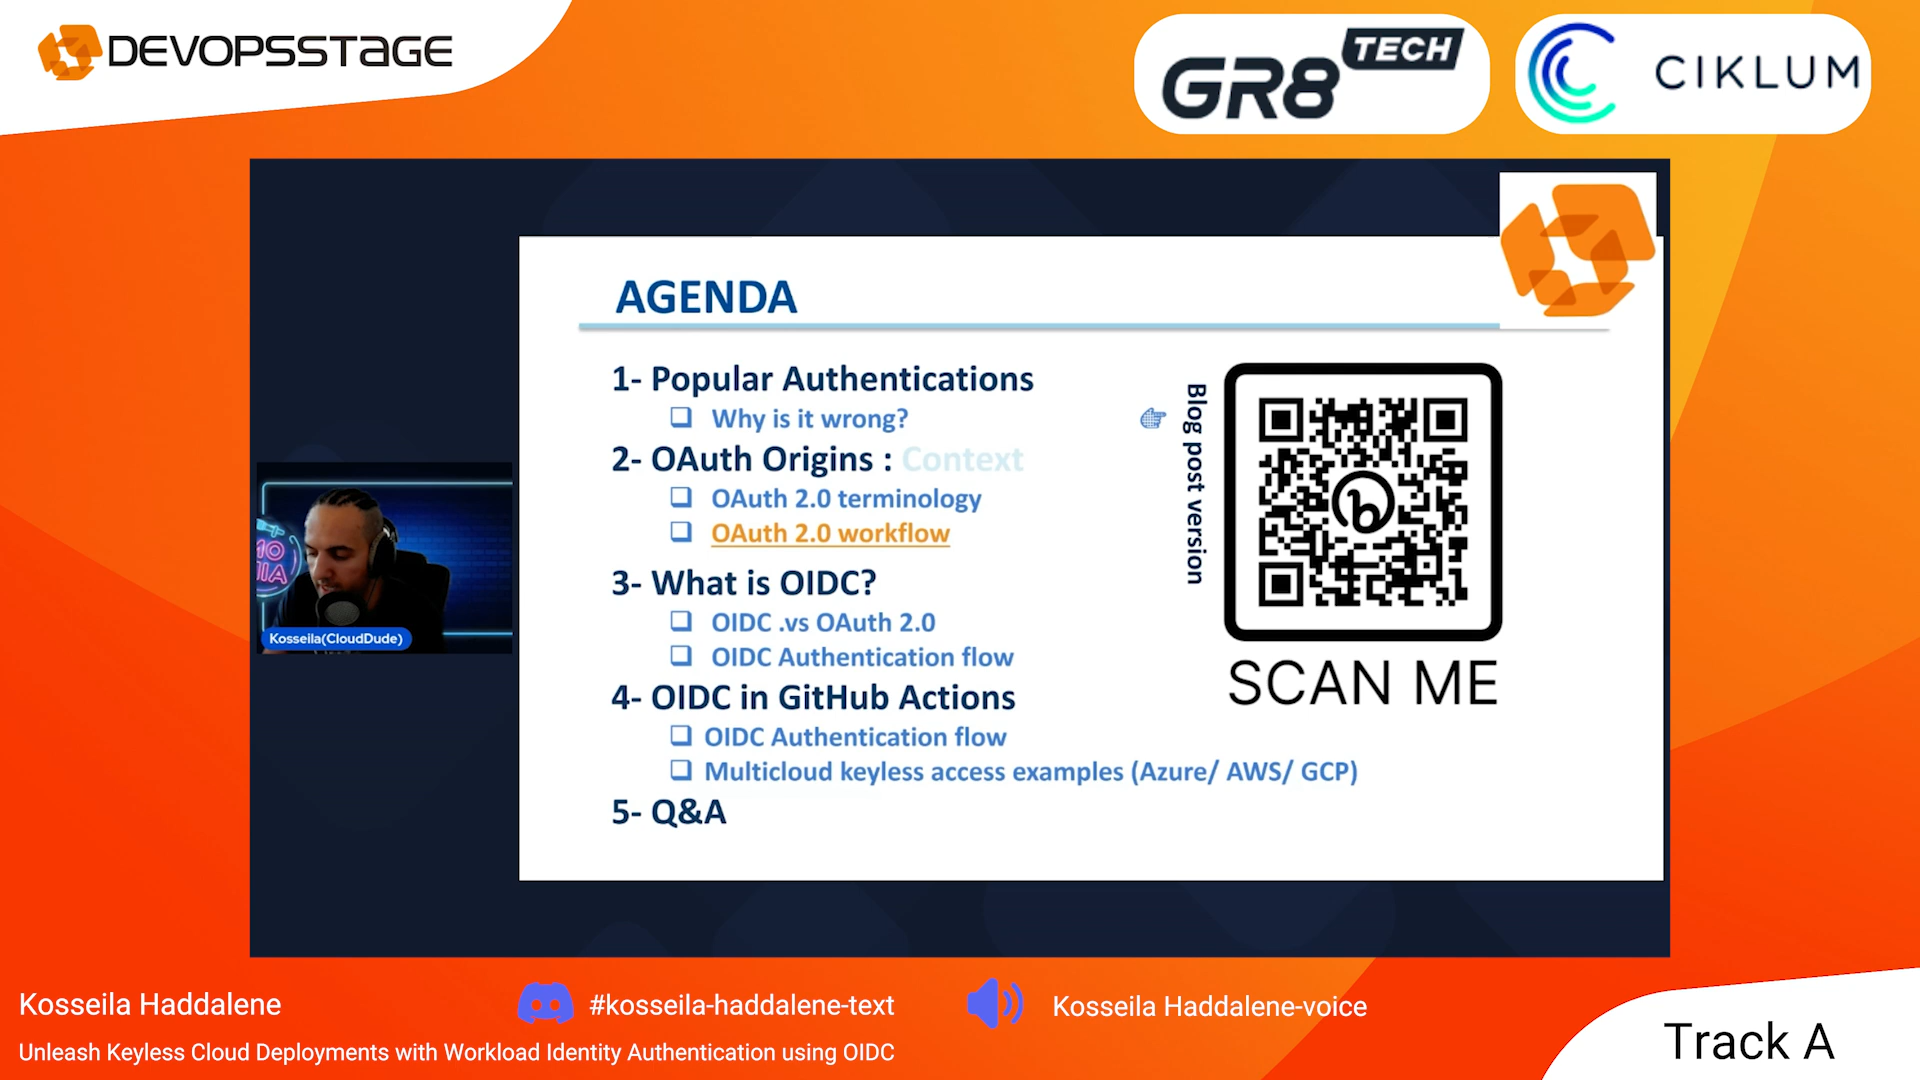 DEVOPSSTAGE
GR8 TECH
CIKLUM
AGENDA
1- Popular Authentications
Why is it wrong?
2- OAuth Origins : Context
OAuth 2.0 terminology
OAuth 2.0 workflow
3- What is OIDC?
OIDC .vs OAuth 2.0
OIDC Authentication flow
4- OIDC in GitHub Actions
OIDC Authentication flow
Multicloud keyless access examples (Azure/ AWS/ GCP)
5- Q&A
Blog post version
SCAN ME
Kosseila(CloudDude)
Kosseila Haddalene
#kosseila-haddalene-text
Kosseila Haddalene-voice
Unleash Keyless Cloud Deployments with Workload Identity Authentication using OIDC
Track A